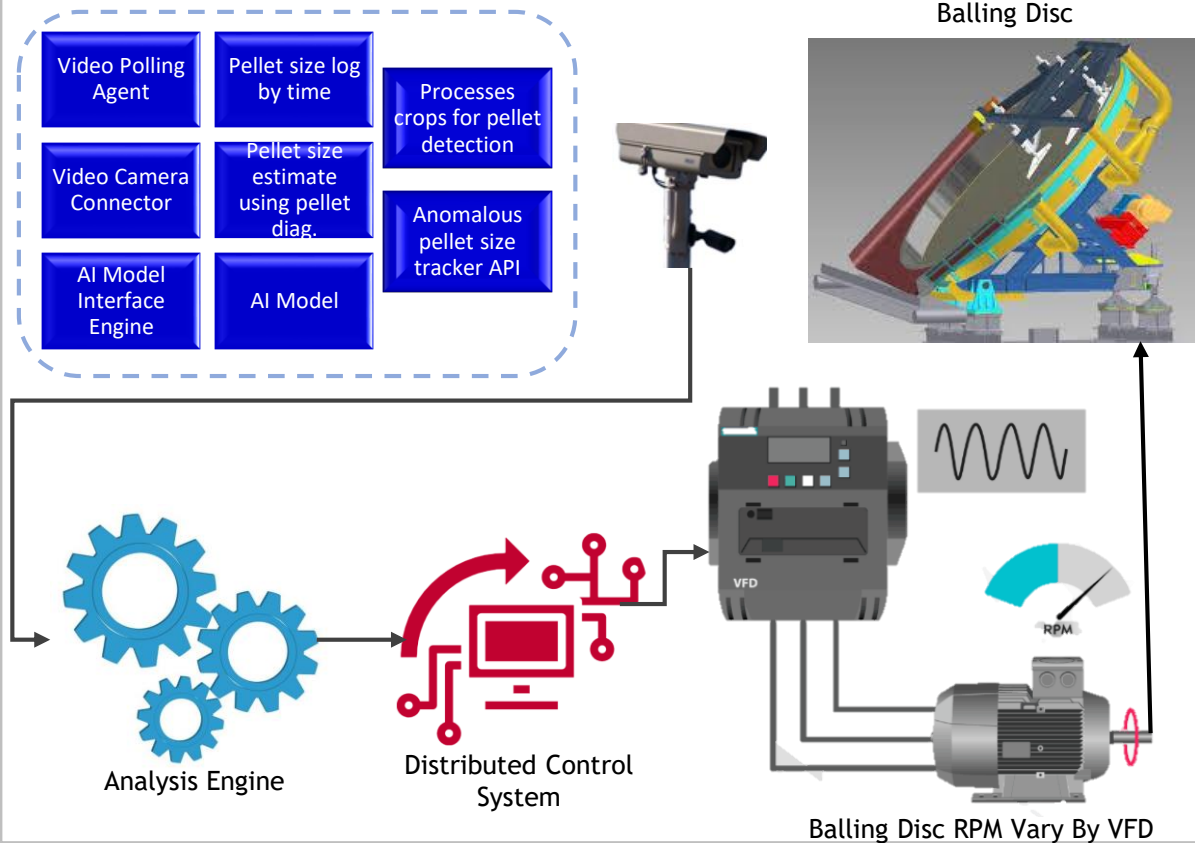 Balling Disc
Video Polling
Agent
Pellet size log
by time
Processes
crops for pellet
detection
Video Camera
Connector
Pellet size
estimate
using pellet
diag.
Anomalous
pellet size
tracker API
AI Model
Interface
Engine
AI Model
VFD
RPM
Analysis Engine
Distributed Control
System
Balling Disc RPM Vary By VFD